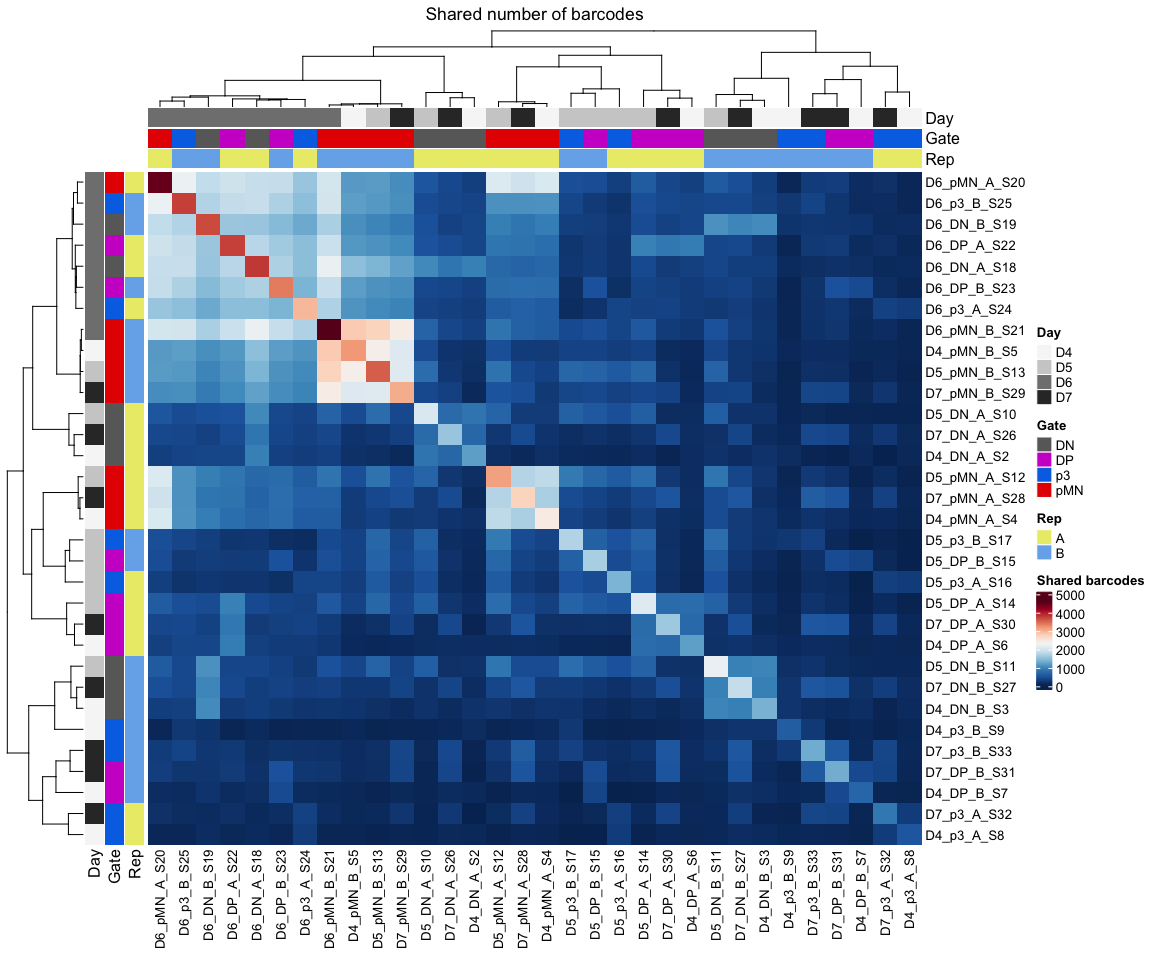 Shared number of barcodes
Day
Gate
Rep
D6_pMN_A_S20
D6_p3_B_S25
D6_DN_B_S19
D6_DP_A_S22
D6_DN_A_S18
D6_DP_B_S23
D6_p3_A_S24
D6_pMN_B_S21
D4_pMN_B_S5
D5_pMN_B_S13
D7_pMN_B_S29
D5_DN_A_S10
D7_DN_A_S26
D4_DN_A_S2
D5_pMN_A_S12
D7_pMN_A_S28
D4_pMN_A_S4
D5_p3_B_S17
D5_DP_B_S15
D5_p3_A_S16
D5_DP_A_S14
D7_DP_A_S30
D4_DP_A_S6
D5_DN_B_S11
D7_DN_B_S27
D4_DN_B_S3
D4_p3_B_S9
D7_p3_B_S33
D7_DP_B_S31
D4_DP_B_S7
D7_p3_A_S32
D4_p3_A_S8
Day
Gate
Rep
D6_pMN_A_S20
D6_p3_B_S25
D6_DN_B_S19
D6_DP_A_S22
D6_DN_A_S18
D6_DP_B_S23
D6_p3_A_S24
D6_pMN_B_S21
D4_pMN_B_S5
D5_pMN_B_S13
D7_pMN_B_S29
D5_DN_A_S10
D7_DN_A_S26
D4_DN_A_S2
D5_pMN_A_S12
D7_pMN_A_S28
D4_pMN_A_S4
D5_p3_B_S17
D5_DP_B_S15
D5_p3_A_S16
D5_DP_A_S14
D7_DP_A_S30
D4_DP_A_S6
D5_DN_B_S11
D7_DN_B_S27
D4_DN_B_S3
D4_p3_B_S9
D7_p3_B_S33
D7_DP_B_S31
D4_DP_B_S7
D7_p3_A_S32
D4_p3_A_S8
Day
D4
D5
D6
D7
Gate
DN
DP
p3
pMN
Rep
A
B
Shared barcodes
5000
4000
3000
2000
1000
0